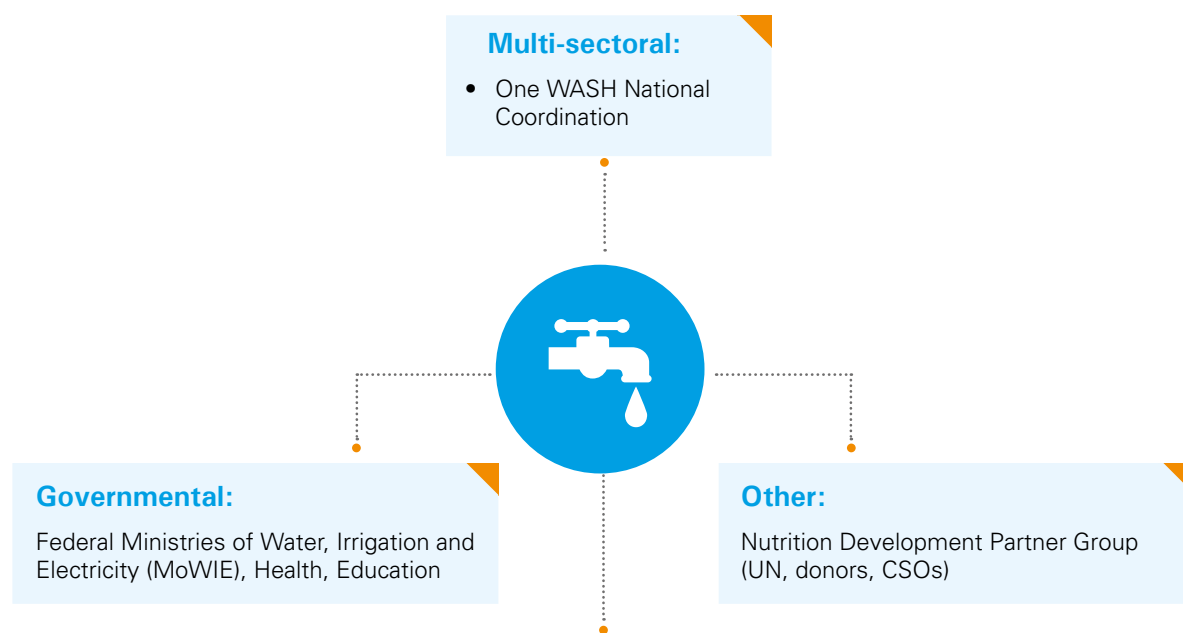 Multi-sectoral:
• One WASH National
Coordination
Governmental:
Federal Ministries of Water, Irrigation and
Electricity (MoWIE), Health, Education
Other:
Nutrition Development Partner Group
(UN, donors, CSOs)